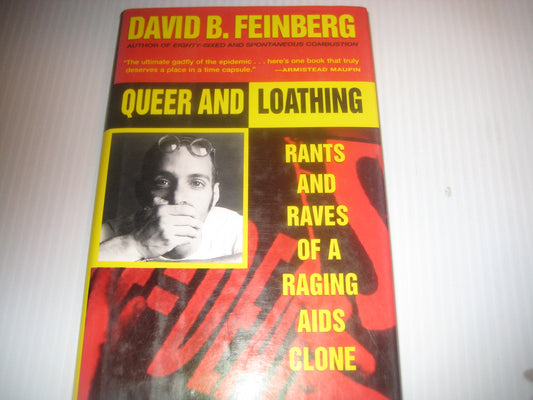 DAVID B. FEINBERG
AUTHOR OF EIGHTY-SIXED AND SPONTANEOUS COMBUSTION
"The ultimate gadfly of the epidemic . . . here's one book that truly
deserves a place in a time capsule." —ARMISTEAD MAUPIN
QUEER AND LOATHING
RANTS
AND
RAVES
OF A
RAGING
AIDS
CLONE